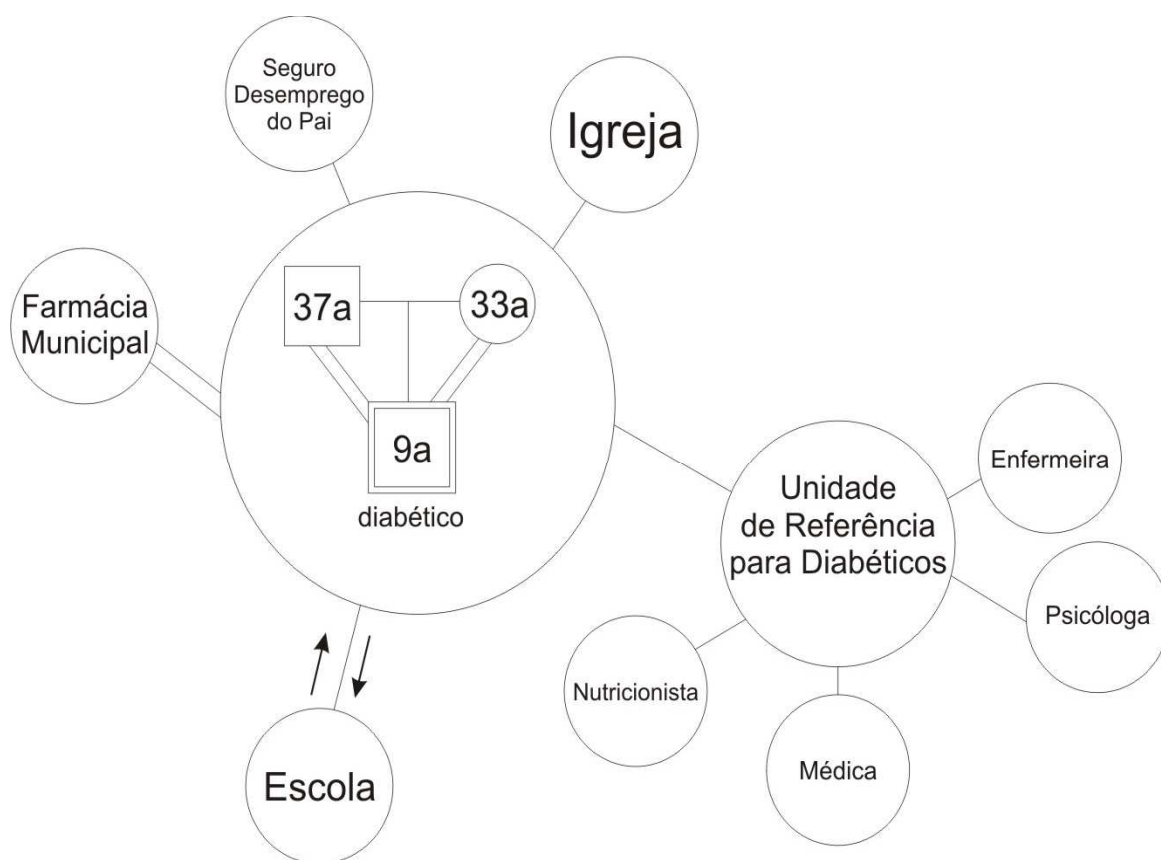 Seguro
Desemprego
do Pai
Igreja
Farmácia
Municipal
37a
33a
9a
diabético
Unidade
de Referência
para Diabéticos
Enfermeira
Psicóloga
Nutricionista
Médica
Escola